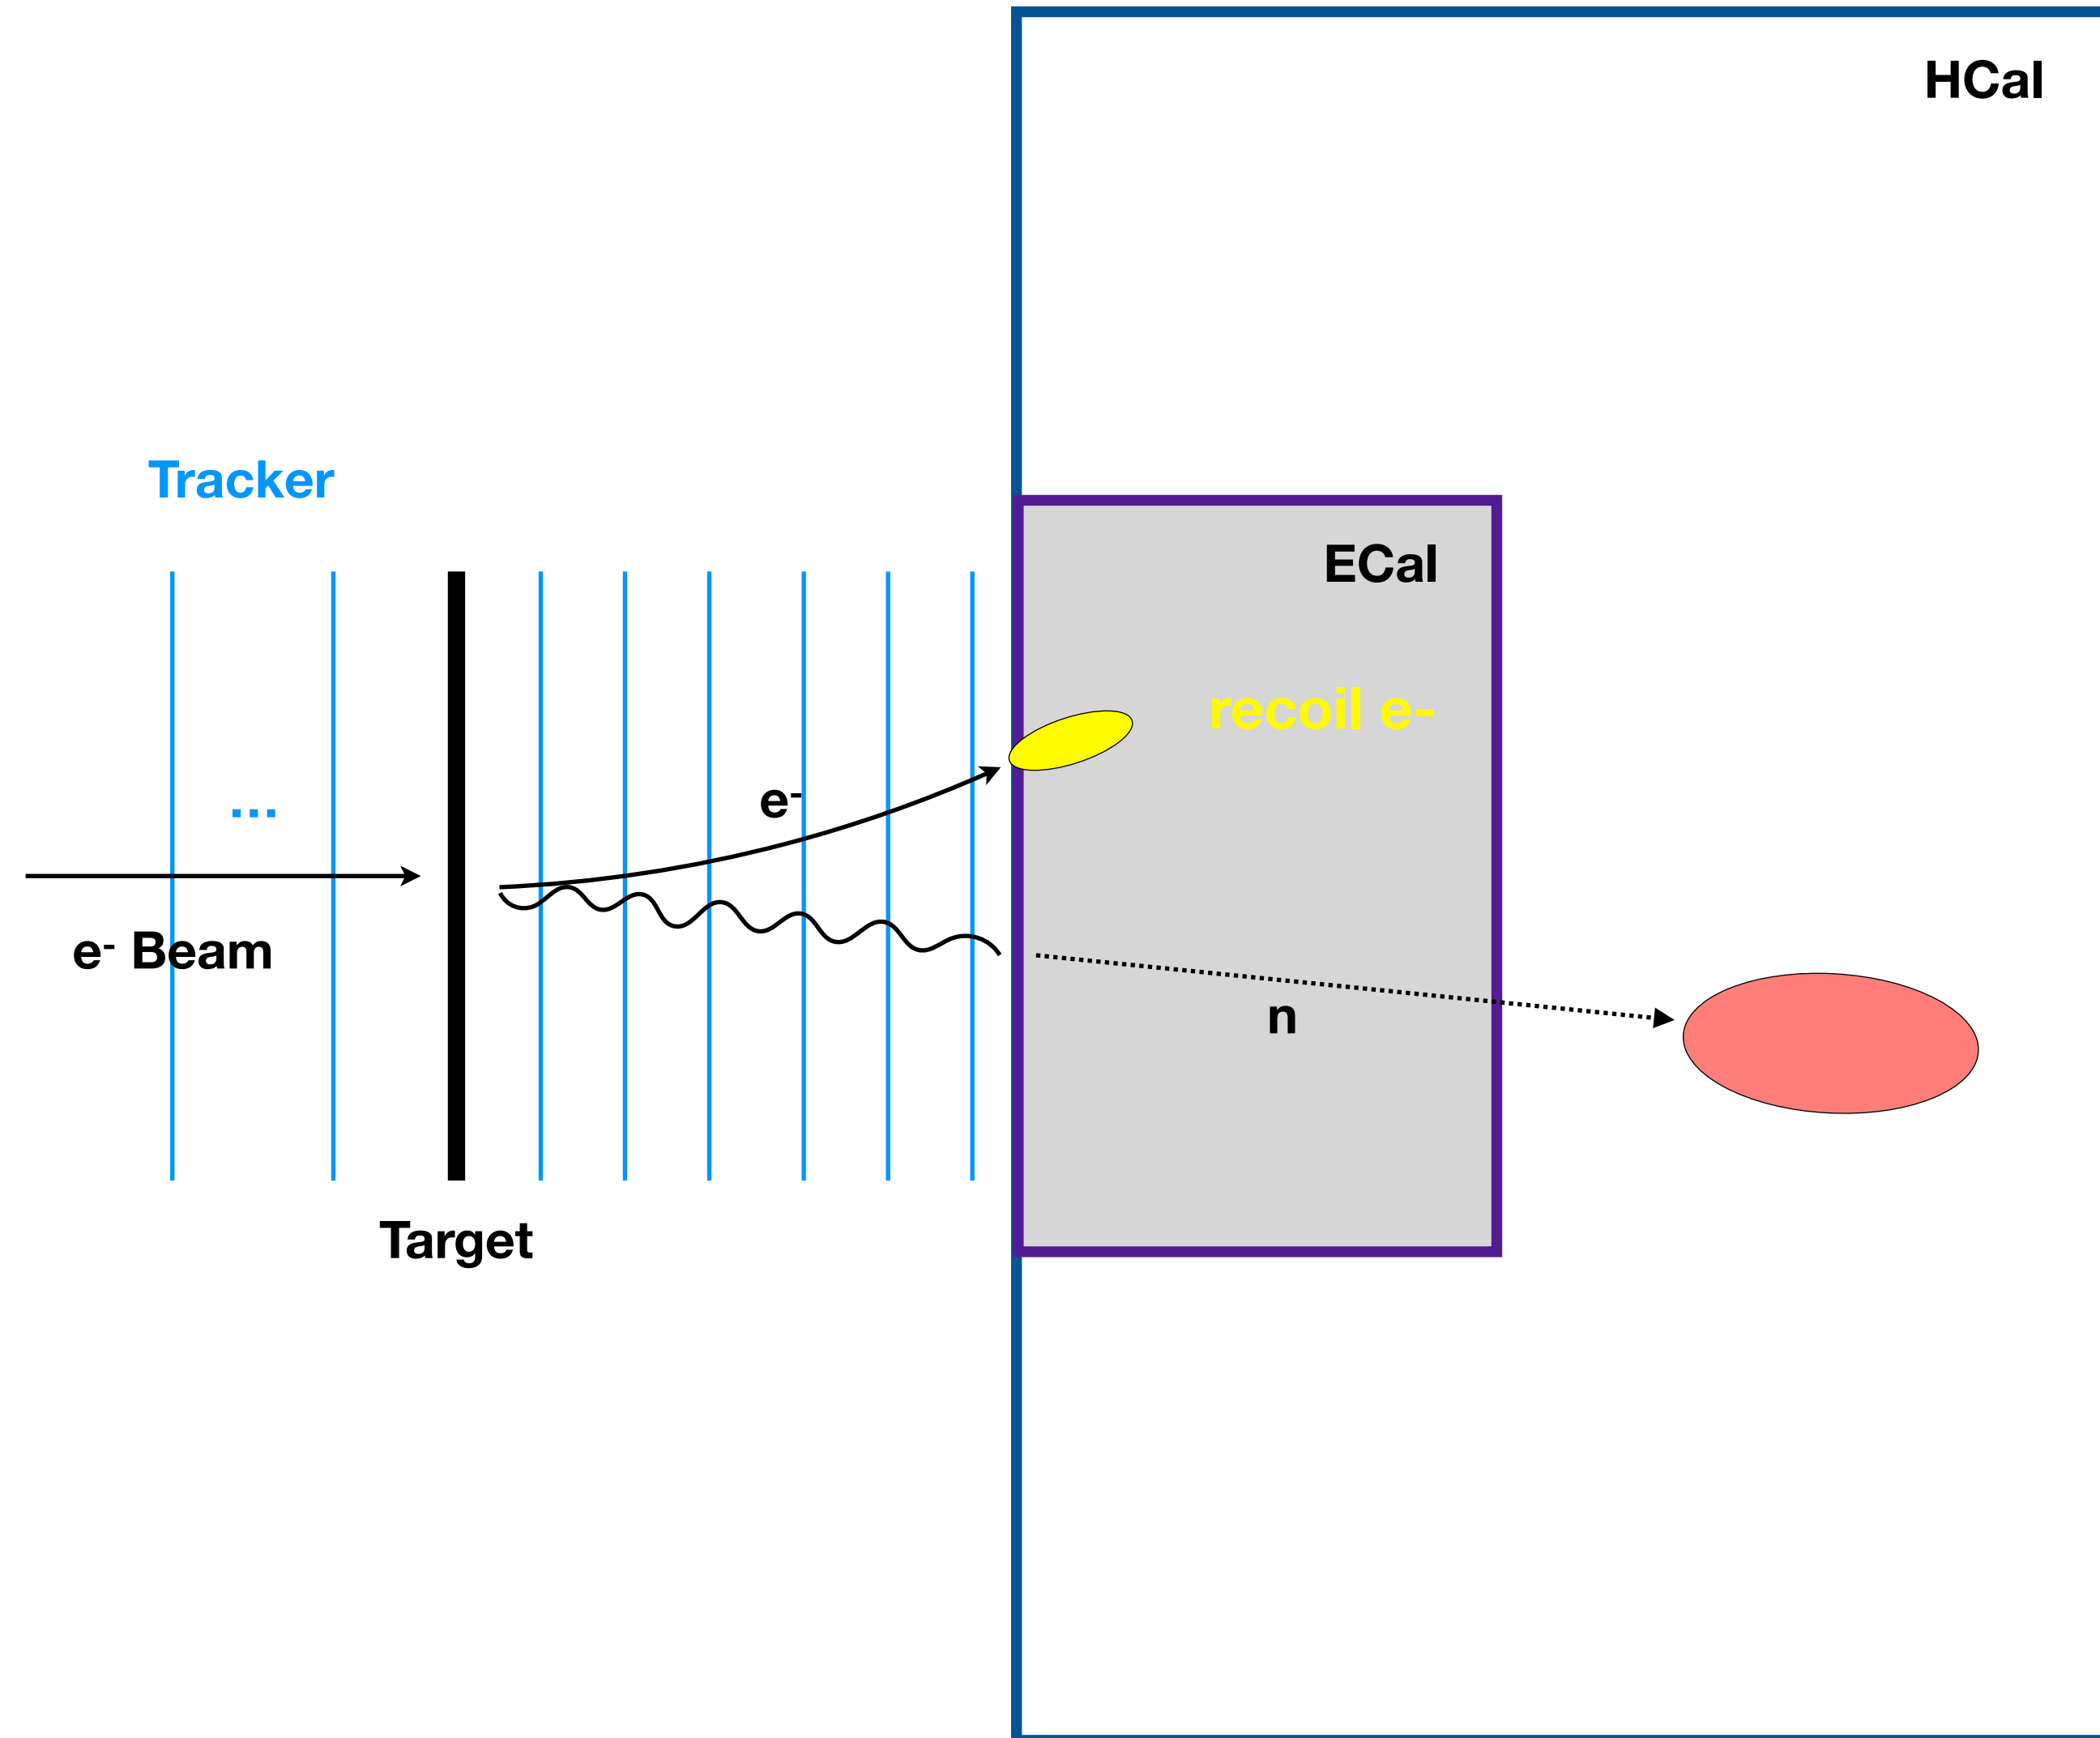 HCal
Tracker
ECal
recoil e-
e-
...
e- Beam
n
Target